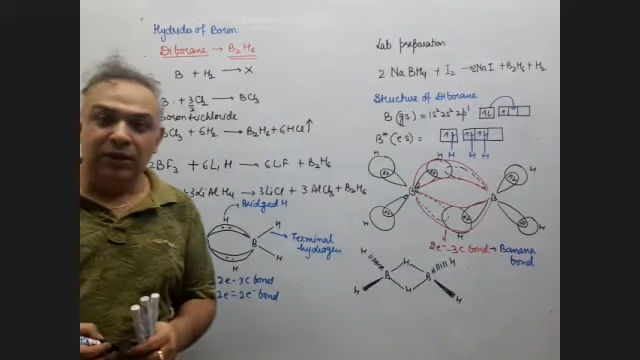 Hydrides of Boron
Diborane → B₂H₆
B + H₂ → X
B + 3/2 Cl₂ → BCl₃
Boron trichloride
BCl₃ + 6H₂ → B₂H₆ + 6HCl ↑
2BF₃ + 6LiH → 6LiF + B₂H₆
+ 3LiAlH₄ → 3LiCl + 3AlCl₃ + B₂H₆
Bridged H
H H
B
H H
Terminal hydrogen
2e - 3C bond
2e⁻ 2e⁻ bond
Lab preparation
2 NaBH₄ + I₂ → 2NaI + B₂H₆ + H₂
Structure of Diborane
B (gs) = 1s² 2s² 2p¹
B* (es) =
H H H
H H
B B
H H
H
2e⁻ - 3C bond → Banana bond
H H H
B B
H H H